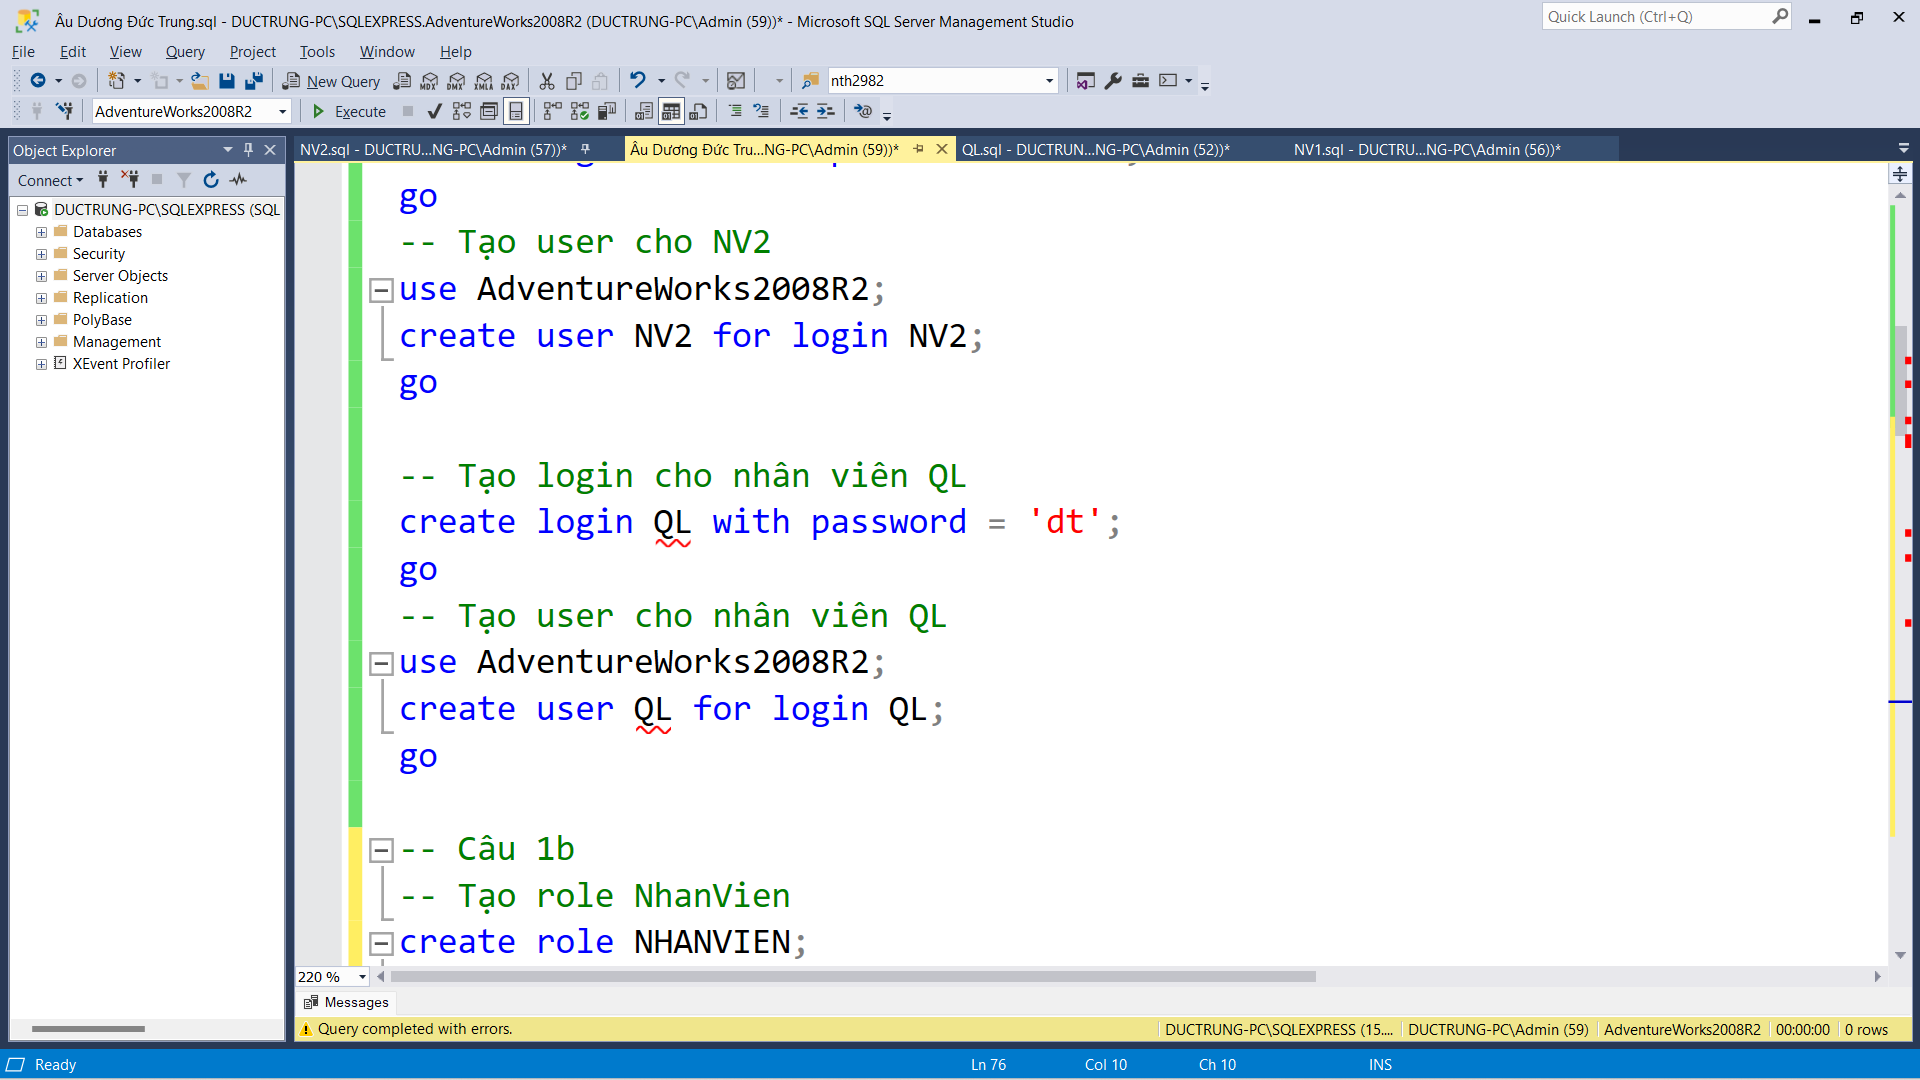 Âu Dương Đức Trung.sql - DUCTRUNG-PC\SQLEXPRESS.AdventureWorks2008R2 (DUCTRUNG-PC\Admin (59))* - Microsoft SQL Server Management Studio
Quick Launch (Ctrl+Q)
File Edit View Query Project Tools Window Help
New Query
MDX DMX XMLA DAX
nth2982
AdventureWorks2008R2
Execute
Object Explorer
NV2.sql - DUCTRU...NG-PC\Admin (57))*
Âu Dương Đức Tru...NG-PC\Admin (59))*
QL.sql - DUCTRUN...NG-PC\Admin (52))*
NV1.sql - DUCTRU...NG-PC\Admin (56))*
Connect
DUCTRUNG-PC\SQLEXPRESS (SQL
Databases
Security
Server Objects
Replication
PolyBase
Management
XEvent Profiler
go
-- Tạo user cho NV2
use AdventureWorks2008R2;
create user NV2 for login NV2;
go
-- Tạo login cho nhân viên QL
create login QL with password = 'dt';
go
-- Tạo user cho nhân viên QL
use AdventureWorks2008R2;
create user QL for login QL;
go
-- Câu 1b
-- Tạo role NhanVien
create role NHANVIEN;
220 %
Messages
Query completed with errors.
DUCTRUNG-PC\SQLEXPRESS (15.... DUCTRUNG-PC\Admin (59) AdventureWorks2008R2 00:00:00 0 rows
Ready
Ln 76 Col 10 Ch 10 INS